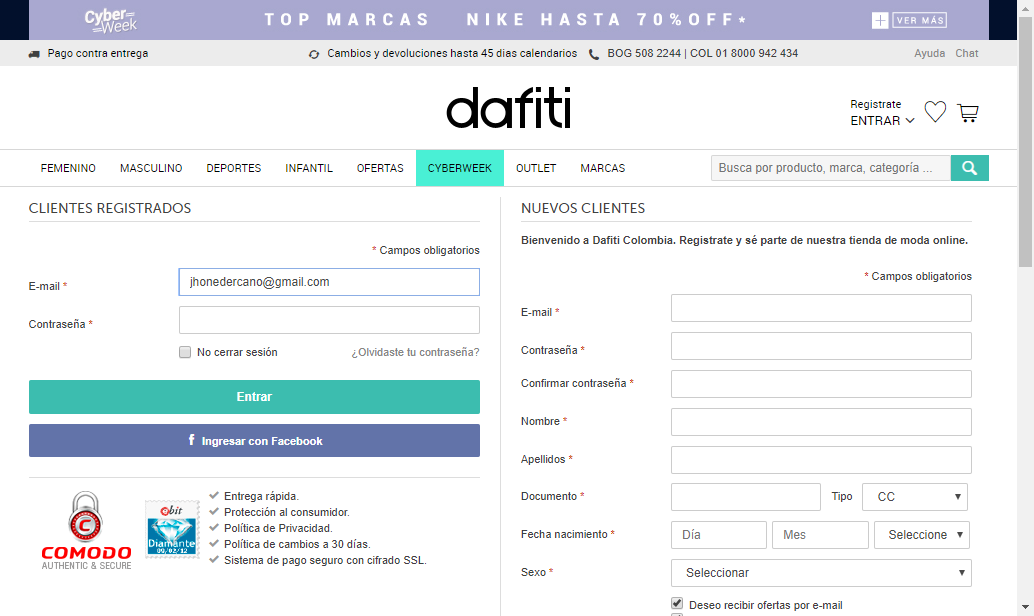 Cyber Week
TOP MARCAS NIKE HASTA 70%OFF*
+ VER MÁS
Pago contra entrega
Cambios y devoluciones hasta 45 dias calendarios
BOG 508 2244 | COL 01 8000 942 434
Ayuda Chat
dafiti
Registrate
ENTRAR
FEMENINO MASCULINO DEPORTES INFANTIL OFERTAS CYBERWEEK OUTLET MARCAS
Busca por producto, marca, categoría ...
CLIENTES REGISTRADOS
* Campos obligatorios
E-mail * jhonedercano@gmail.com
Contraseña *
No cerrar sesión ¿Olvidaste tu contraseña?
Entrar
f Ingresar con Facebook
C
COMODO
AUTHENTIC & SECURE
ebit
Diamante
09/02/12
Entrega rápida.
Protección al consumidor.
Política de Privacidad.
Política de cambios a 30 días.
Sistema de pago seguro con cifrado SSL.
NUEVOS CLIENTES
Bienvenido a Dafiti Colombia. Registrate y sé parte de nuestra tienda de moda online.
* Campos obligatorios
E-mail *
Contraseña *
Confirmar contraseña *
Nombre *
Apellidos *
Documento * Tipo CC
Fecha nacimiento * Día Mes Seleccione
Sexo * Seleccionar
Deseo recibir ofertas por e-mail